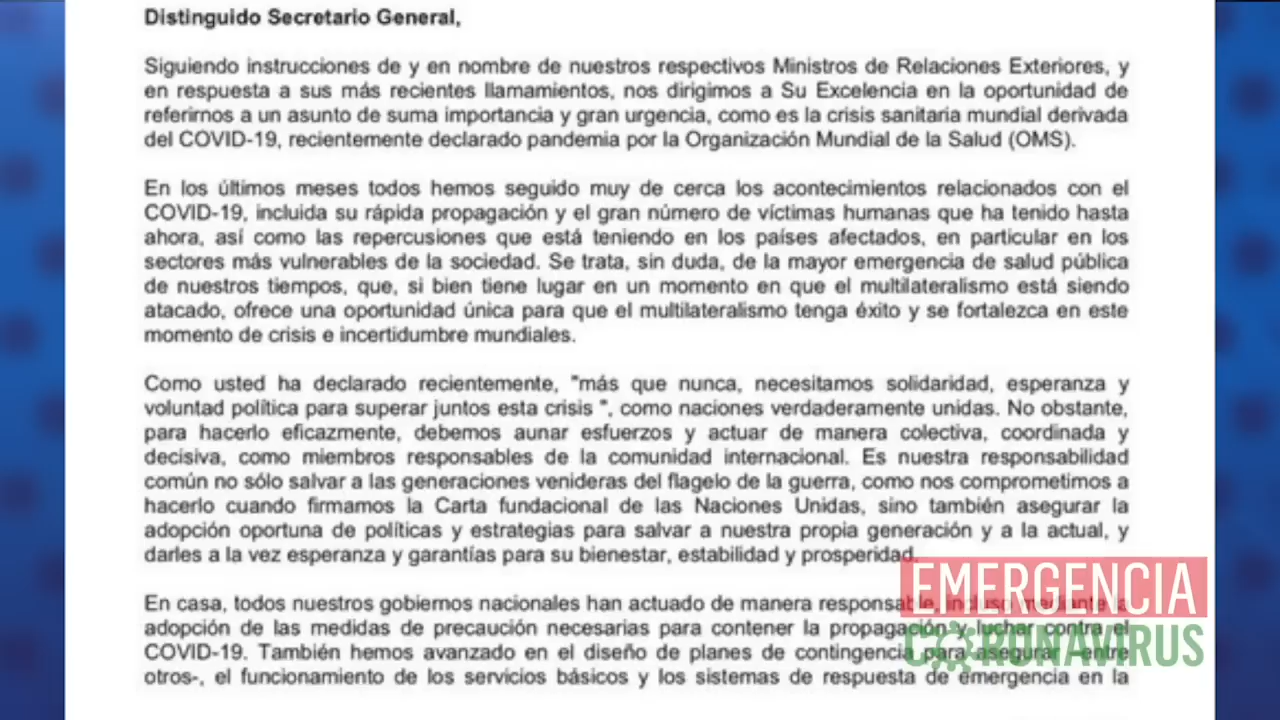 Distinguido Secretario General,
Siguiendo instrucciones de y en nombre de nuestros respectivos Ministros de Relaciones Exteriores, y
en respuesta a sus más recientes llamamientos, nos dirigimos a Su Excelencia en la oportunidad de
referirnos a un asunto de suma importancia y gran urgencia, como es la crisis sanitaria mundial derivada
del COVID-19, recientemente declarado pandemia por la Organización Mundial de la Salud (OMS).
En los últimos meses todos hemos seguido muy de cerca los acontecimientos relacionados con el
COVID-19, incluida su rápida propagación y el gran número de víctimas humanas que ha tenido hasta
ahora, así como las repercusiones que está teniendo en los países afectados, en particular en los
sectores más vulnerables de la sociedad. Se trata, sin duda, de la mayor emergencia de salud pública
de nuestros tiempos, que, si bien tiene lugar en un momento en que el multilateralismo está siendo
atacado, ofrece una oportunidad única para que el multilateralismo tenga éxito y se fortalezca en este
momento de crisis e incertidumbre mundiales.
Como usted ha declarado recientemente, "más que nunca, necesitamos solidaridad, esperanza y
voluntad política para superar juntos esta crisis ", como naciones verdaderamente unidas. No obstante,
para hacerlo eficazmente, debemos aunar esfuerzos y actuar de manera colectiva, coordinada y
decisiva, como miembros responsables de la comunidad internacional. Es nuestra responsabilidad
común no sólo salvar a las generaciones venideras del flagelo de la guerra, como nos comprometimos a
hacerlo cuando firmamos la Carta fundacional de las Naciones Unidas, sino también asegurar la
adopción oportuna de políticas y estrategias para salvar a nuestra propia generación y a la actual, y
darles a la vez esperanza y garantías para su bienestar, estabilidad y prosperidad.
En casa, todos nuestros gobiernos nacionales han actuado de manera responsable, incluso mediante la
adopción de las medidas de precaución necesarias para contener la propagación y luchar contra el
COVID-19. También hemos avanzado en el diseño de planes de contingencia para asegurar -entre
otros-, el funcionamiento de los servicios básicos y los sistemas de respuesta de emergencia en la
EMERGENCIA
CORONAVIRUS